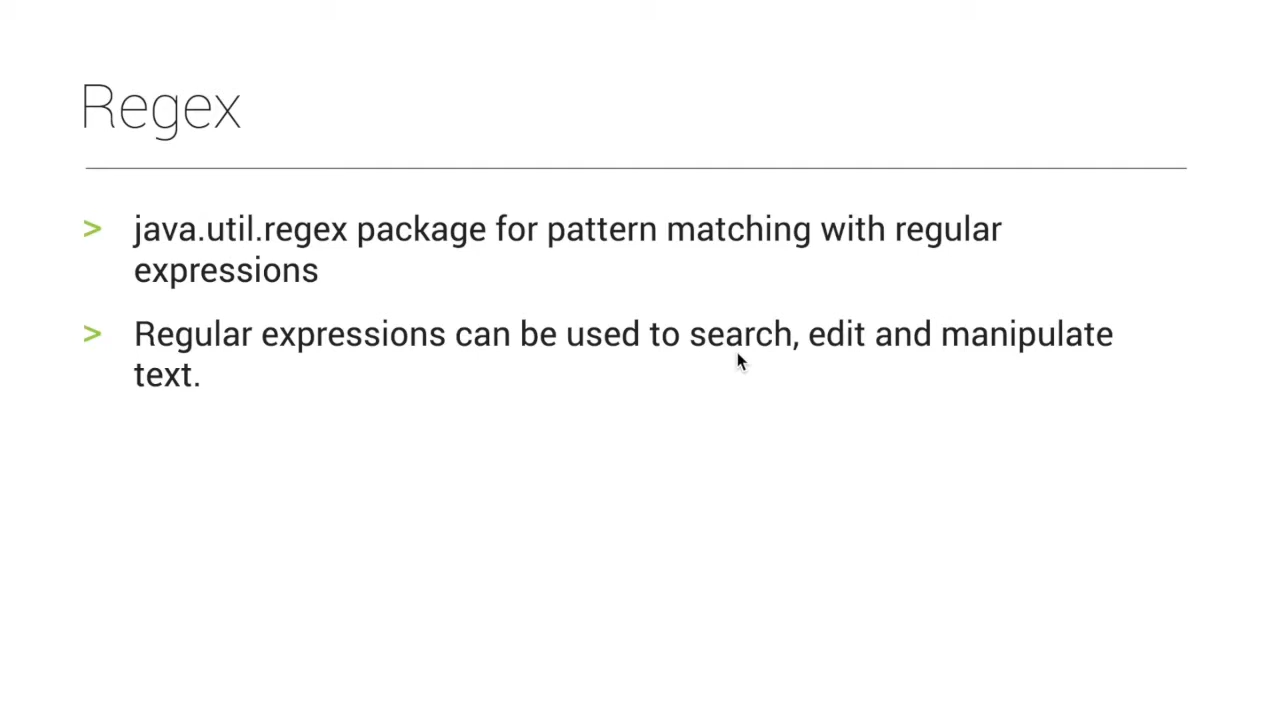 Regex
> java.util.regex package for pattern matching with regular
expressions
> Regular expressions can be used to search, edit and manipulate
text.